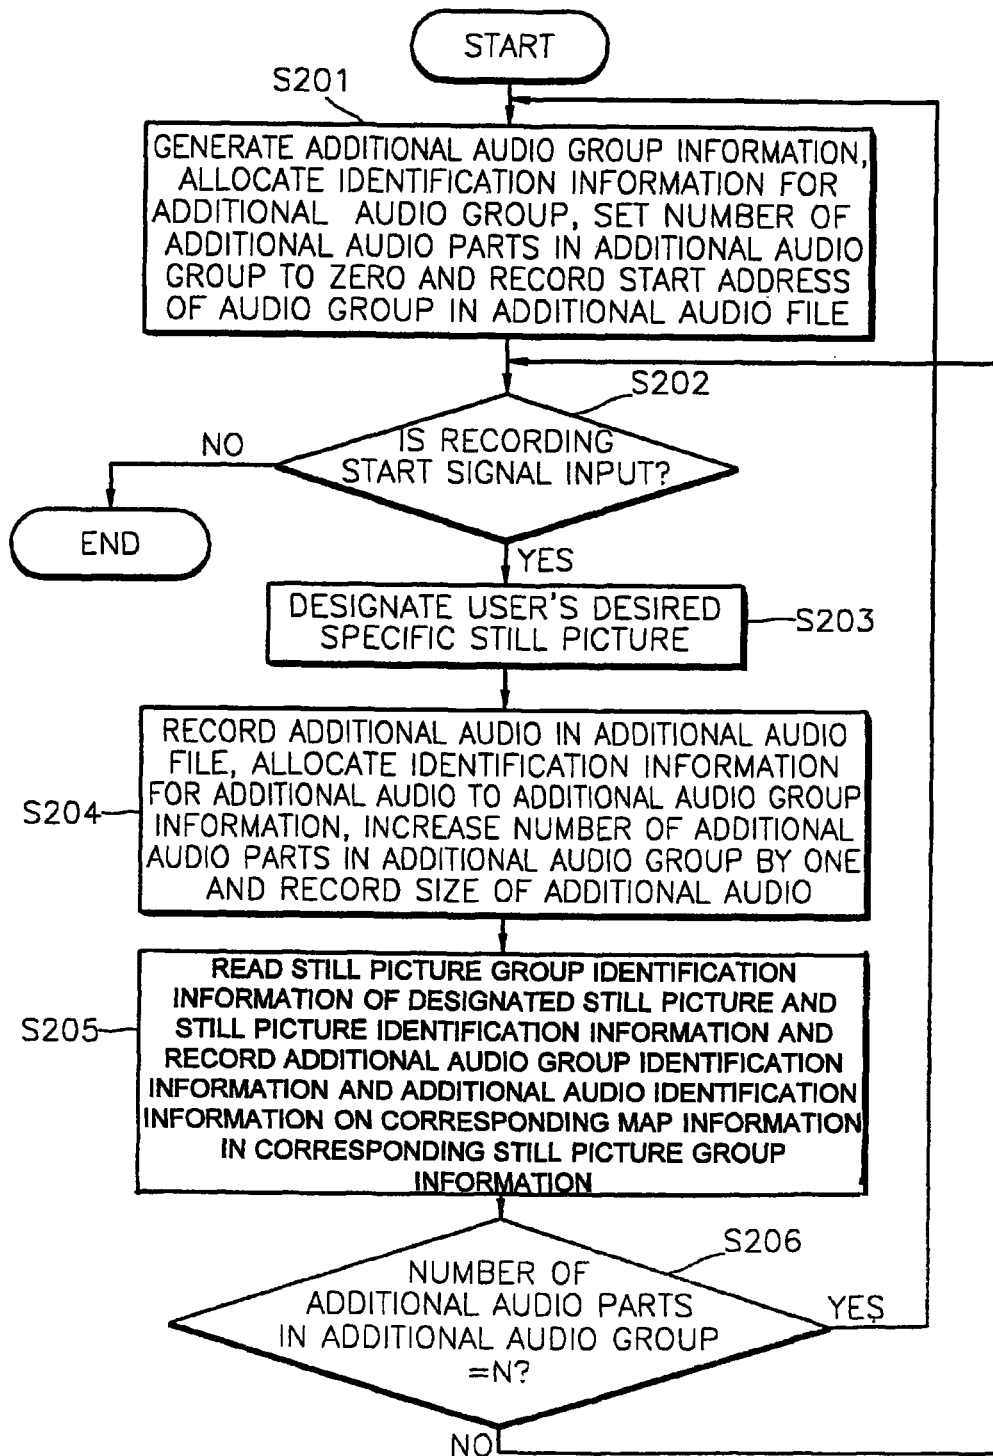 START
S201
GENERATE ADDITIONAL AUDIO GROUP INFORMATION,
ALLOCATE IDENTIFICATION INFORMATION FOR
ADDITIONAL AUDIO GROUP, SET NUMBER OF
ADDITIONAL AUDIO PARTS IN ADDITIONAL AUDIO
GROUP TO ZERO AND RECORD START ADDRESS
OF AUDIO GROUP IN ADDITIONAL AUDIO FILE
S202
IS RECORDING
START SIGNAL INPUT?
NO
END
YES
DESIGNATE USER'S DESIRED
SPECIFIC STILL PICTURE
S203
RECORD ADDITIONAL AUDIO IN ADDITIONAL AUDIO
FILE, ALLOCATE IDENTIFICATION INFORMATION
FOR ADDITIONAL AUDIO TO ADDITIONAL AUDIO GROUP
INFORMATION, INCREASE NUMBER OF ADDITIONAL
AUDIO PARTS IN ADDITIONAL AUDIO GROUP BY ONE
AND RECORD SIZE OF ADDITIONAL AUDIO
S204
READ STILL PICTURE GROUP IDENTIFICATION
INFORMATION OF DESIGNATED STILL PICTURE AND
STILL PICTURE IDENTIFICATION INFORMATION AND
RECORD ADDITIONAL AUDIO GROUP IDENTIFICATION
INFORMATION AND ADDITIONAL AUDIO IDENTIFICATION
INFORMATION ON CORRESPONDING MAP INFORMATION
IN CORRESPONDING STILL PICTURE GROUP
INFORMATION
S205
S206
NUMBER OF
ADDITIONAL AUDIO PARTS
IN ADDITIONAL AUDIO GROUP
=N?
YES
NO